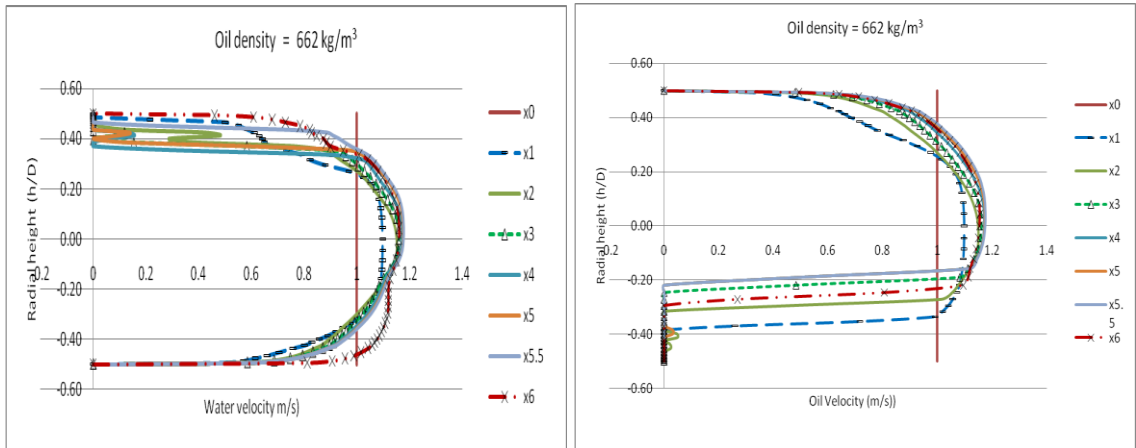 Oil density = 662 kg/m³
0.60
0.40
0.20
0.00
-0.20
-0.40
-0.60
0.2
0
0.2
0.4
0.6
0.8
1
1.2
1.4
Radial height (h/D)
Water velocity m/s)
x0
x1
x2
x3
x4
x5
x5.5
x6
Oil density = 662 kg/m³
0.60
0.40
0.20
0.00
-0.20
-0.40
-0.60
0.2
0
0.2
0.4
0.6
0.8
1
1.2
1.4
Radial height (h/D)
Oil Velocity (m/s))
x0
x1
x2
x3
x4
x5
x5.
5
x6